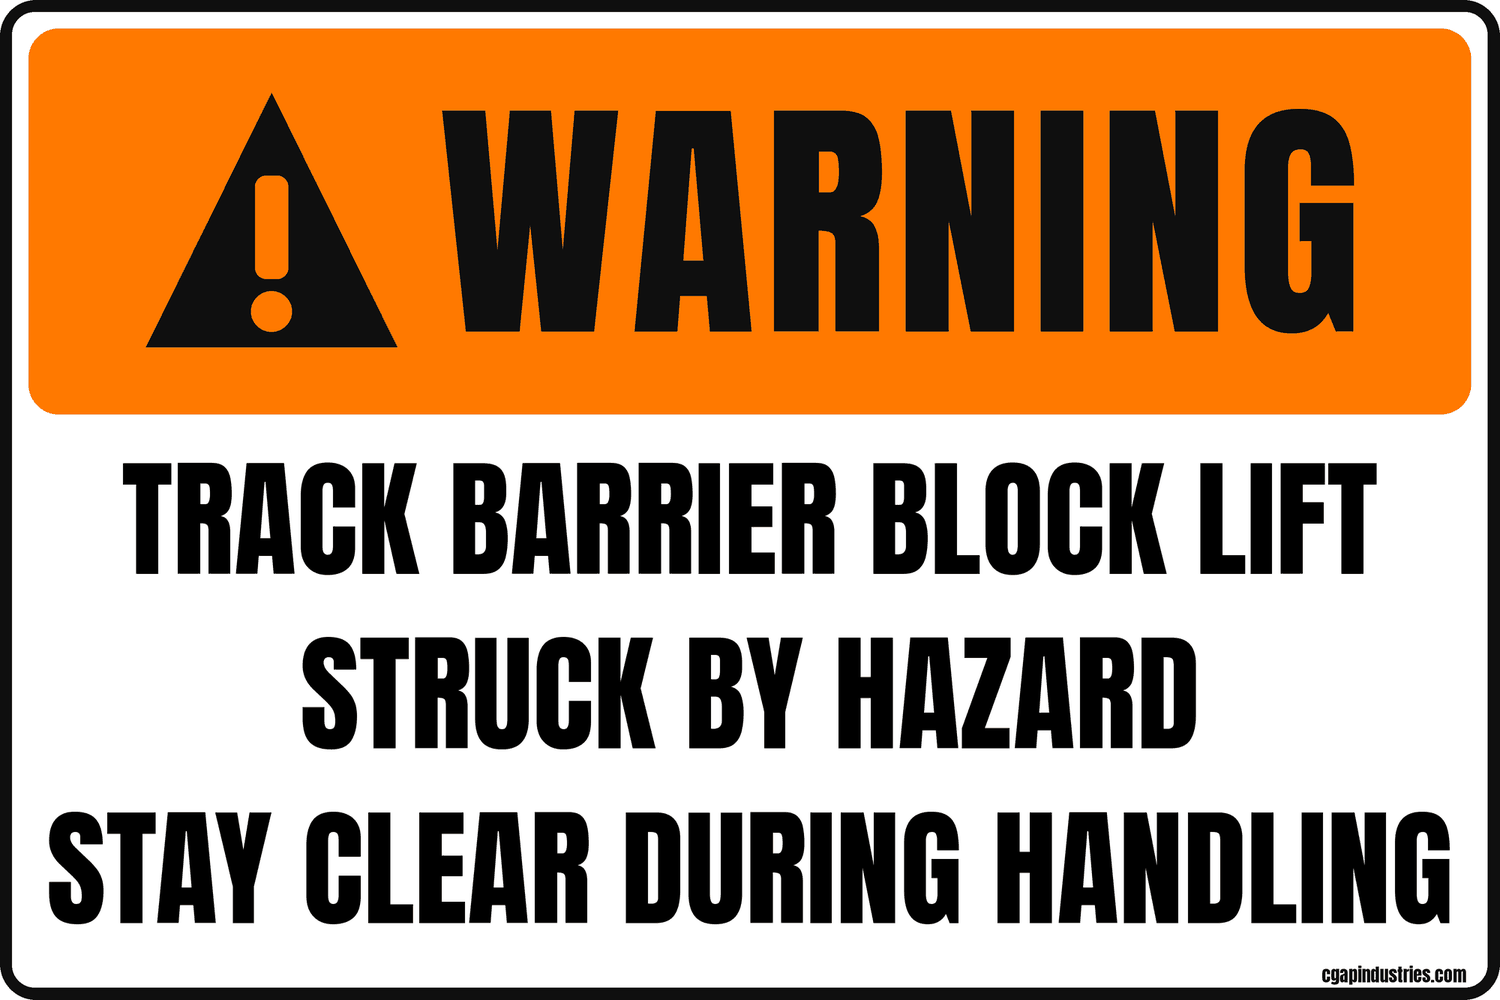 WARNING
TRACK BARRIER BLOCK LIFT
STRUCK BY HAZARD
STAY CLEAR DURING HANDLING
cgapindustries.com